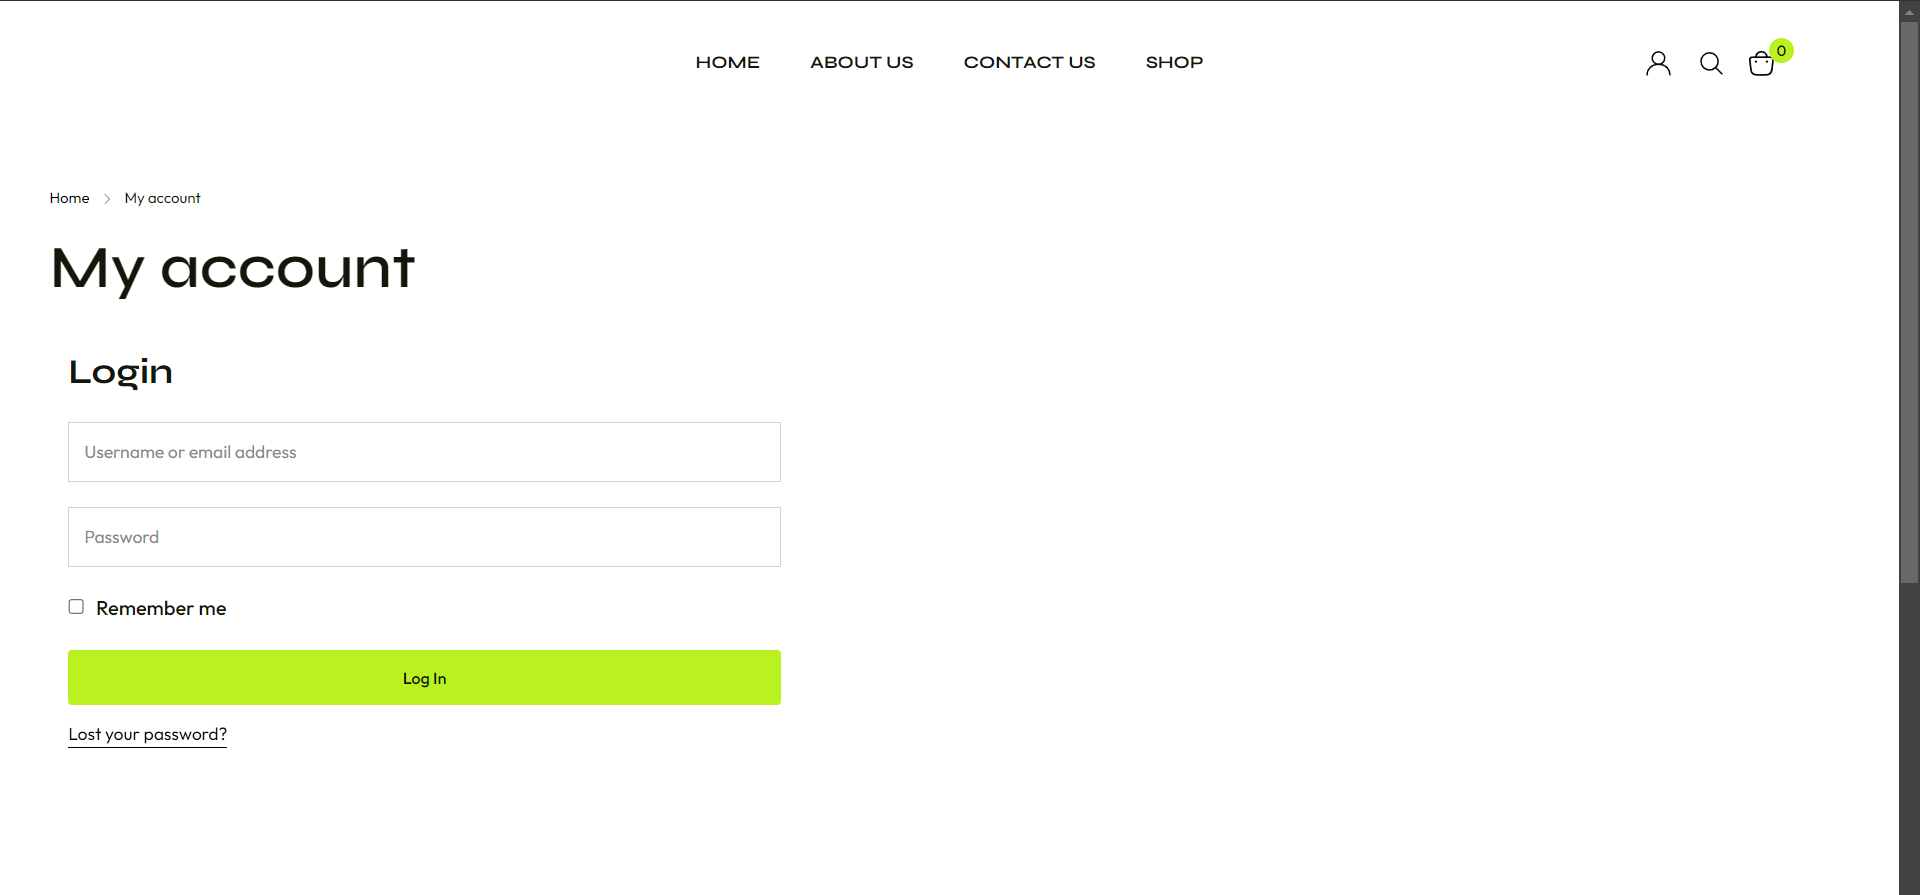 HOME ABOUT US CONTACT US SHOP 0
Home My account
My account
Login
Username or email address
Password
Remember me
Log In
Lost your password?